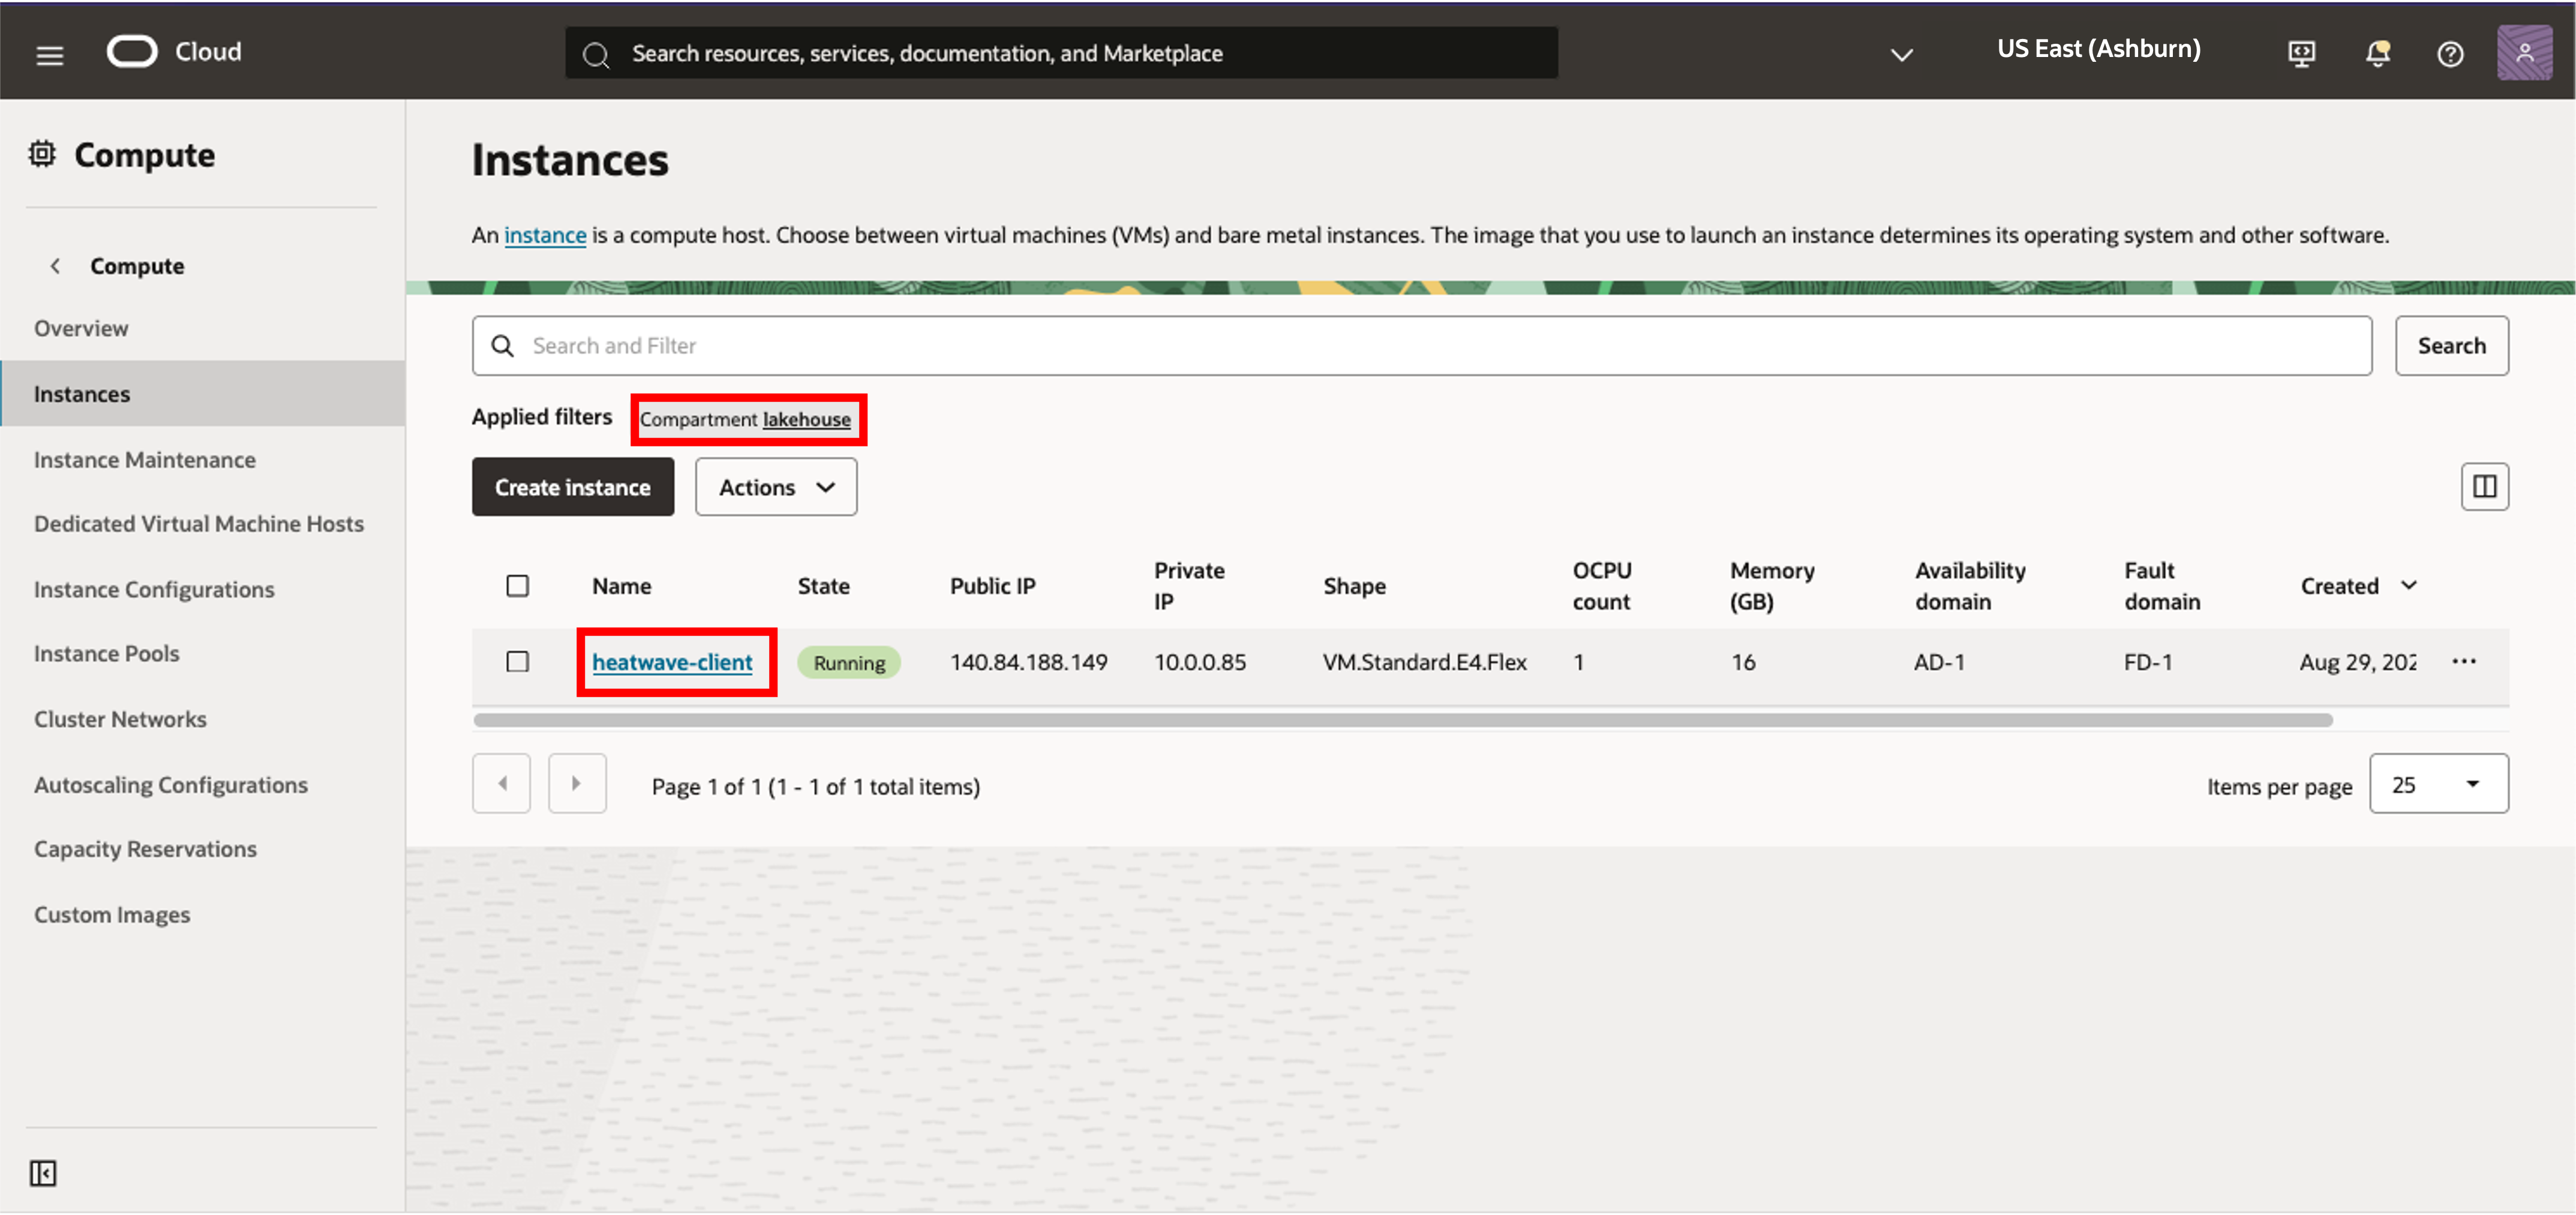 Cloud
Search resources, services, documentation, and Marketplace
US East (Ashburn)
Compute
Compute
Overview
Instances
Instance Maintenance
Dedicated Virtual Machine Hosts
Instance Configurations
Instance Pools
Cluster Networks
Autoscaling Configurations
Capacity Reservations
Custom Images
Instances
An instance is a compute host. Choose between virtual machines (VMs) and bare metal instances. The image that you use to launch an instance determines its operating system and other software.
Search and Filter
Search
Applied filters Compartment lakehouse
Create instance Actions
Name State Public IP Private IP Shape OCPU count Memory (GB) Availability domain Fault domain Created
heatwave-client Running 140.84.188.149 10.0.0.85 VM.Standard.E4.Flex 1 16 AD-1 FD-1 Aug 29, 202
Page 1 of 1 (1 - 1 of 1 total items)
Items per page 25